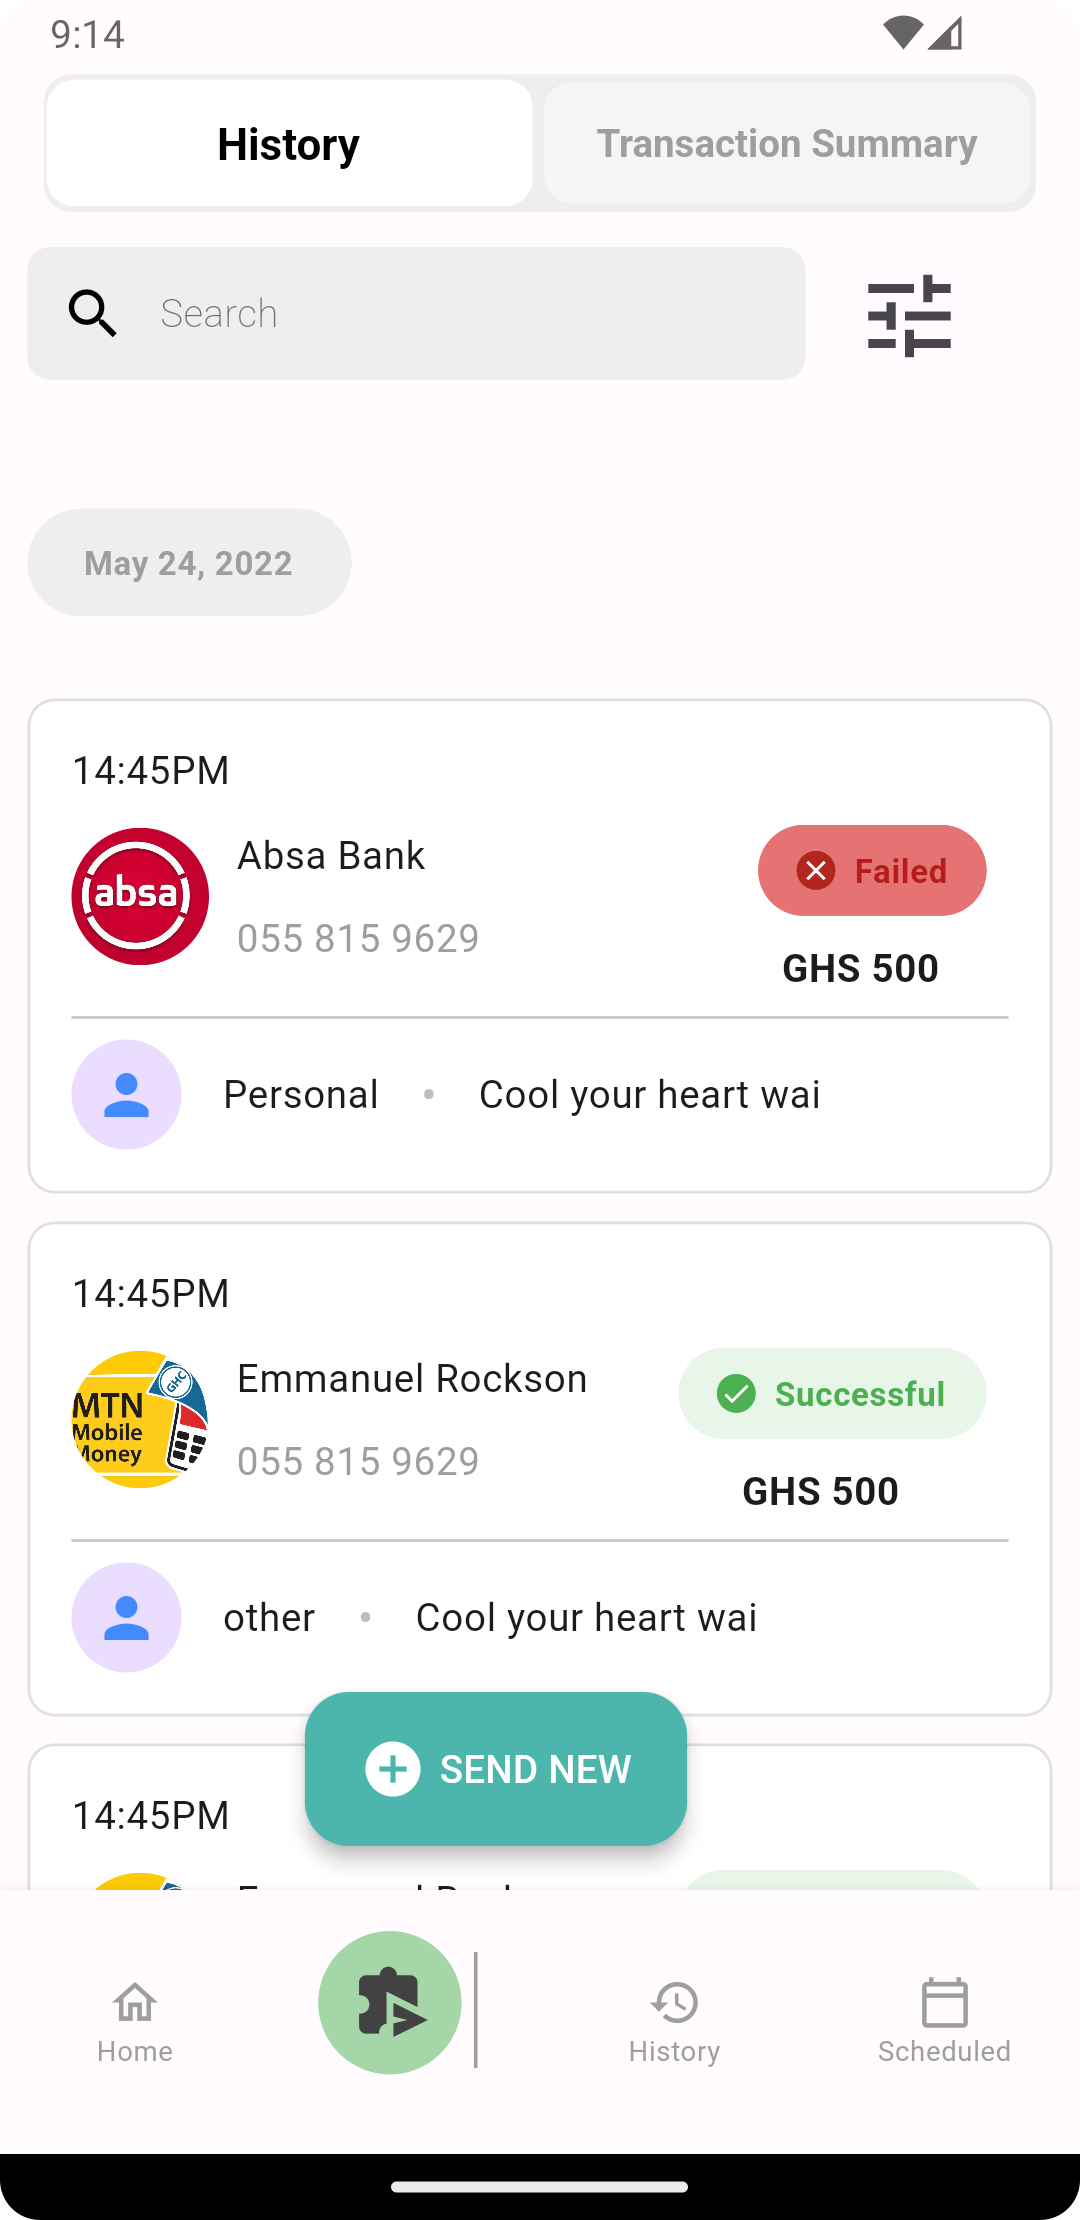 9:14
History
Transaction Summary
Search
May 24, 2022
14:45PM
absa
Absa Bank
Failed
055 815 9629
GHS 500
Personal • Cool your heart wai
14:45PM
GHC
MTN
Mobile
Money
Emmanuel Rockson
Successful
055 815 9629
GHS 500
other • Cool your heart wai
14:45PM
SEND NEW
Home
History
Scheduled